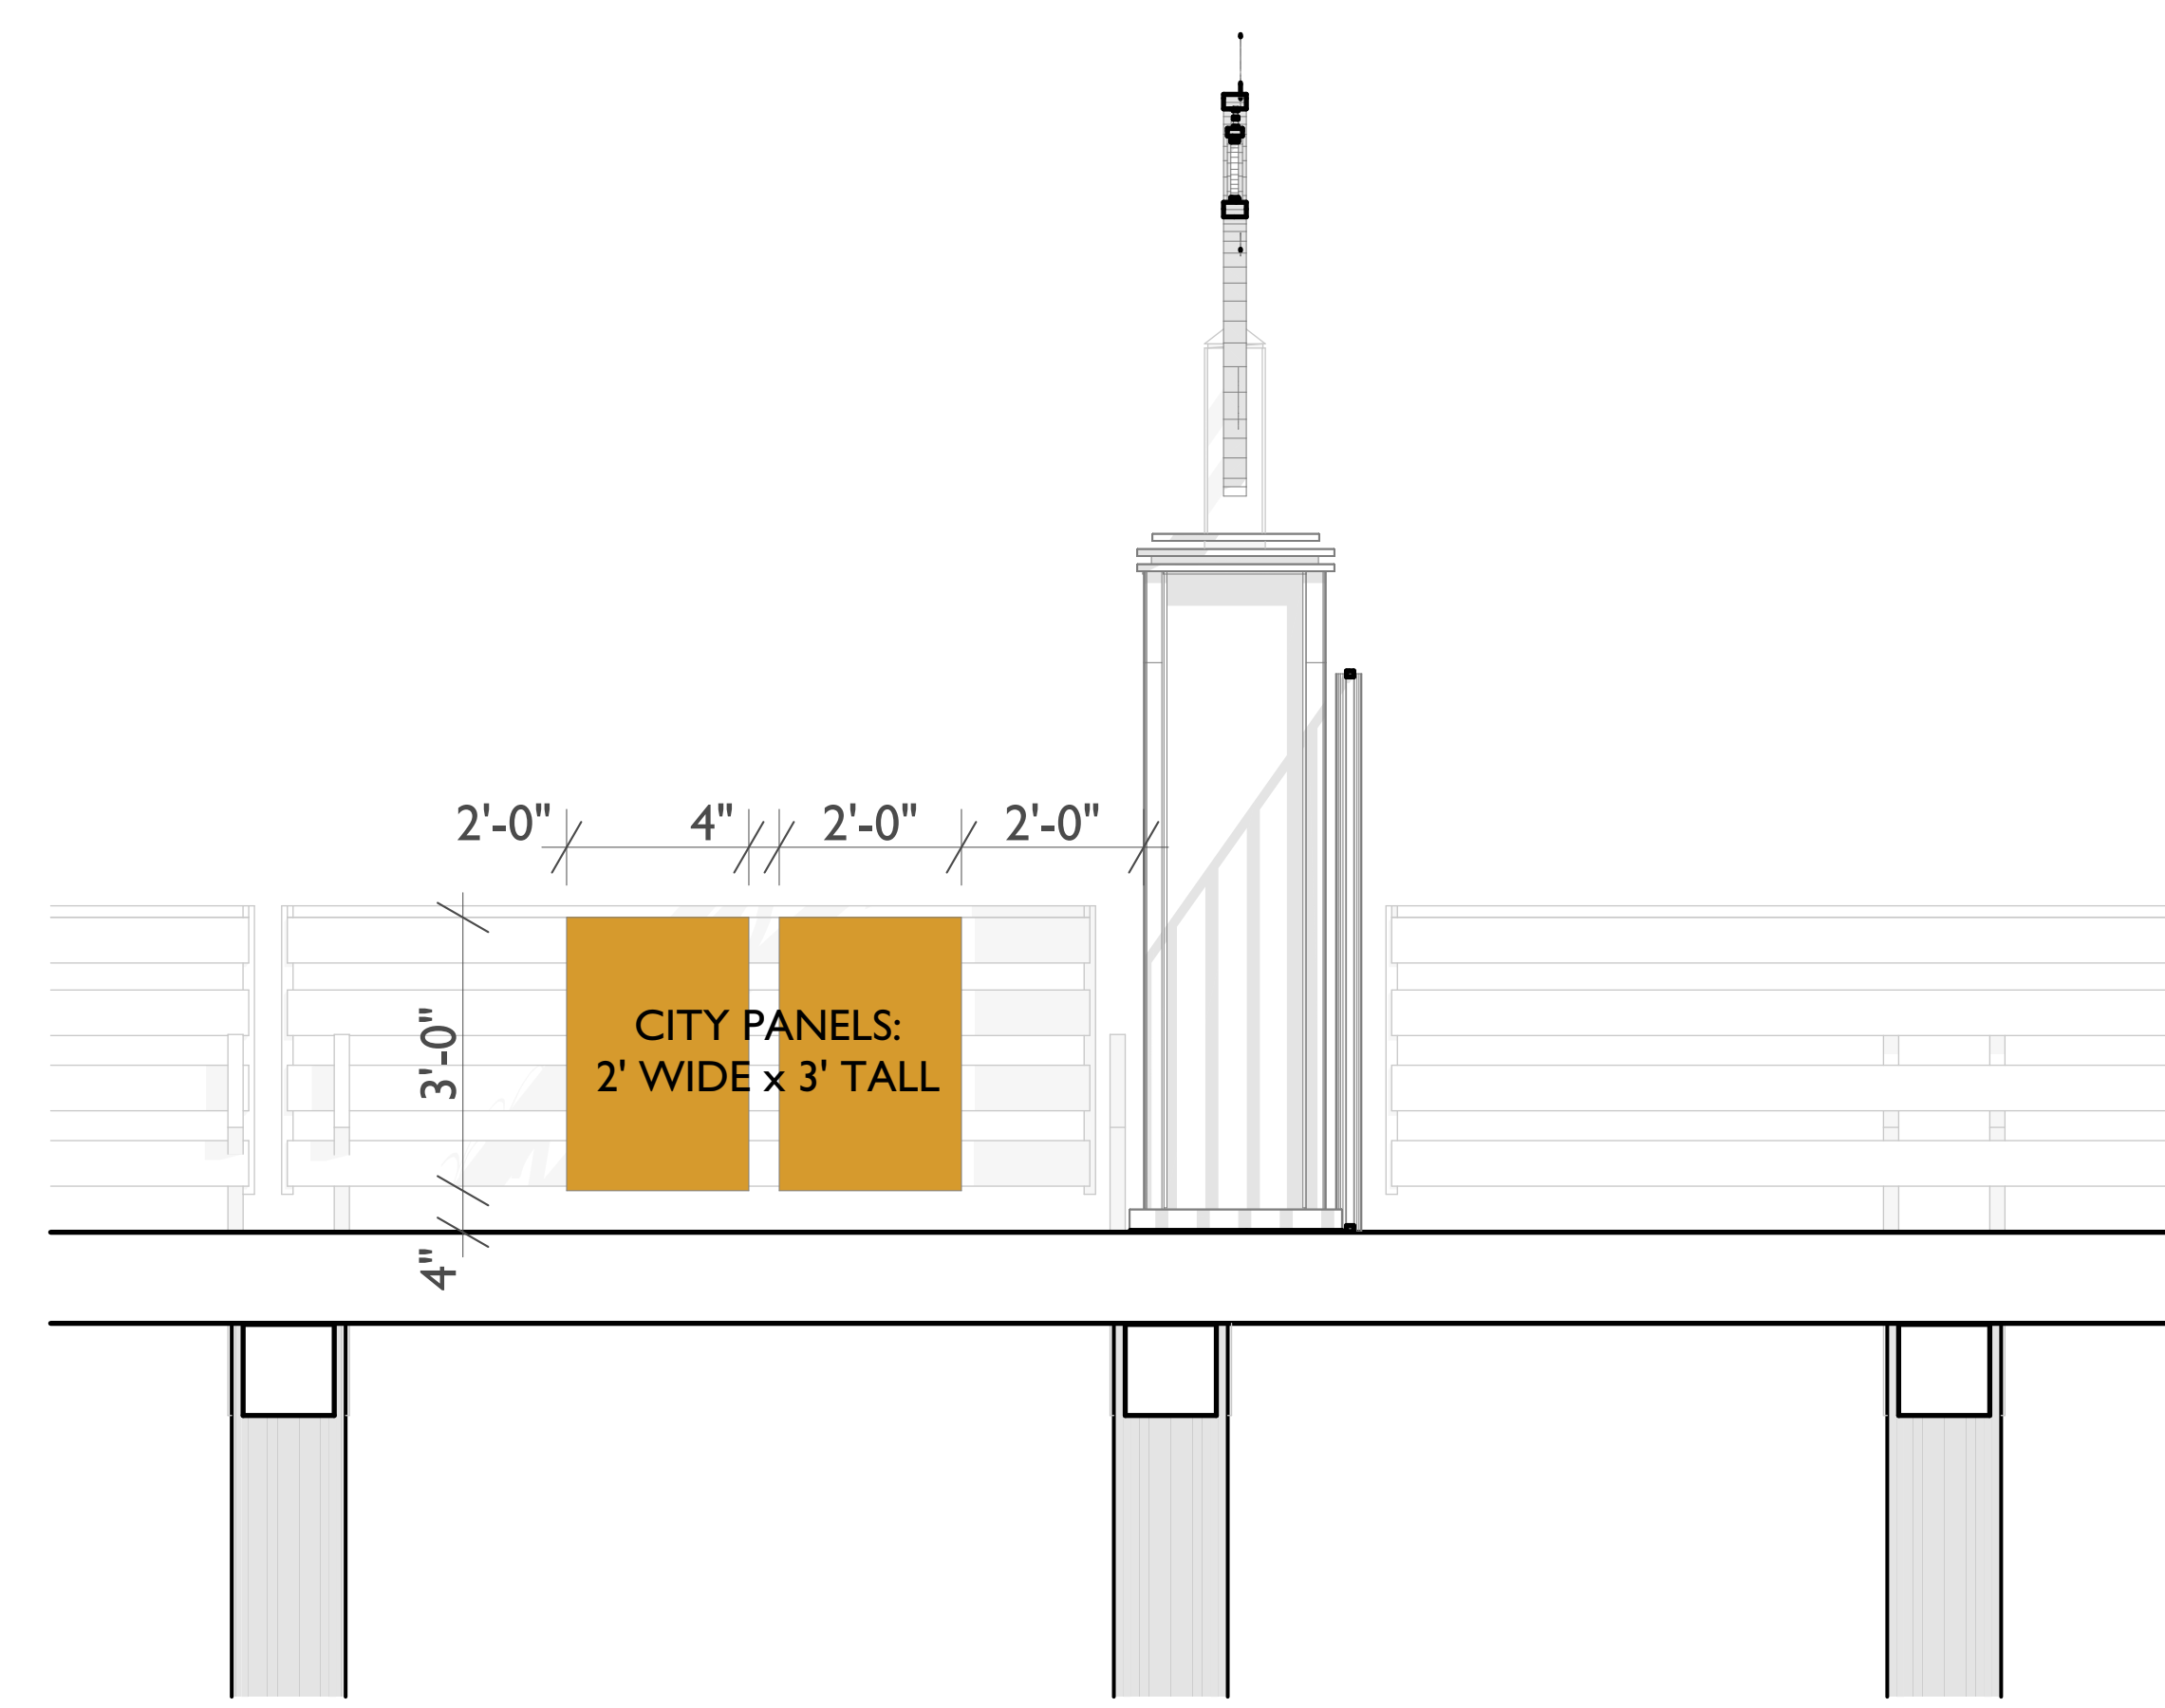 2'-0" 4" 2'-0" 2'-0"
3'-0"
CITY PANELS:
2' WIDE x 3' TALL
4"